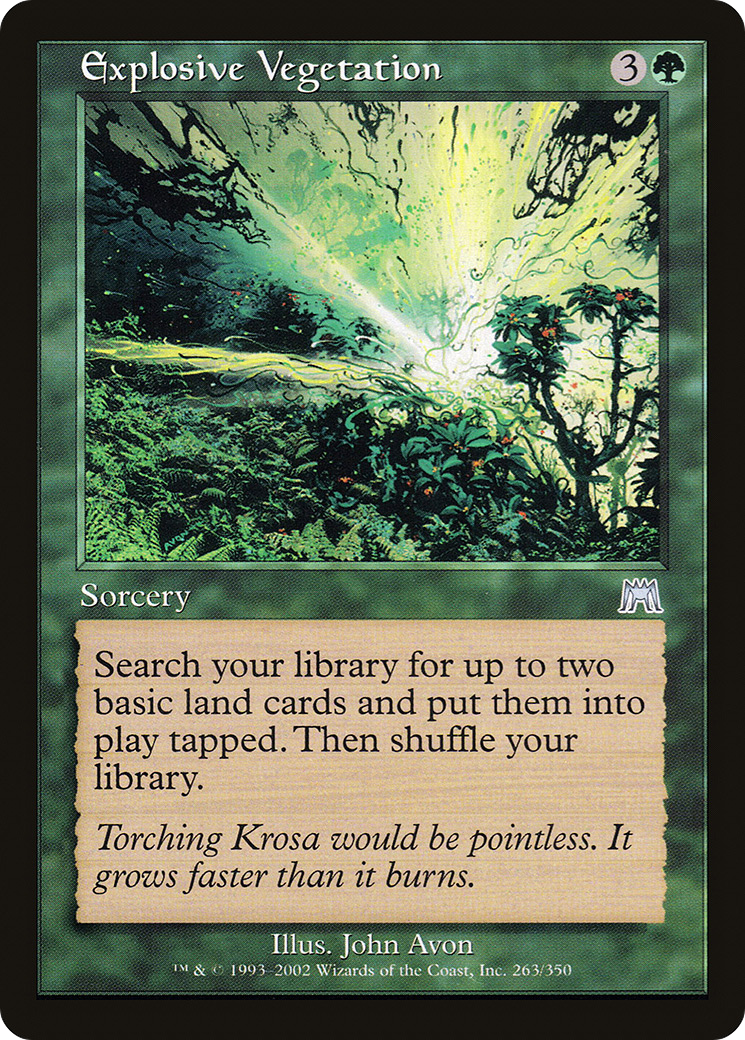 Explosive Vegetation
3
Sorcery
Search your library for up to two
basic land cards and put them into
play tapped. Then shuffle your
library.
Torching Krosa would be pointless. It
grows faster than it burns.
Illus. John Avon
™ & © 1993–2002 Wizards of the Coast, Inc. 263/350